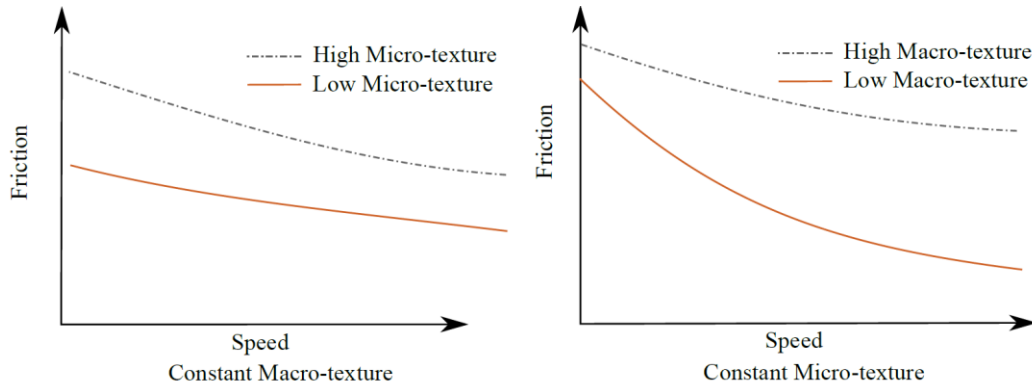 High Micro-texture
Low Micro-texture
Friction
Speed
Constant Macro-texture
High Macro-texture
Low Macro-texture
Friction
Speed
Constant Micro-texture